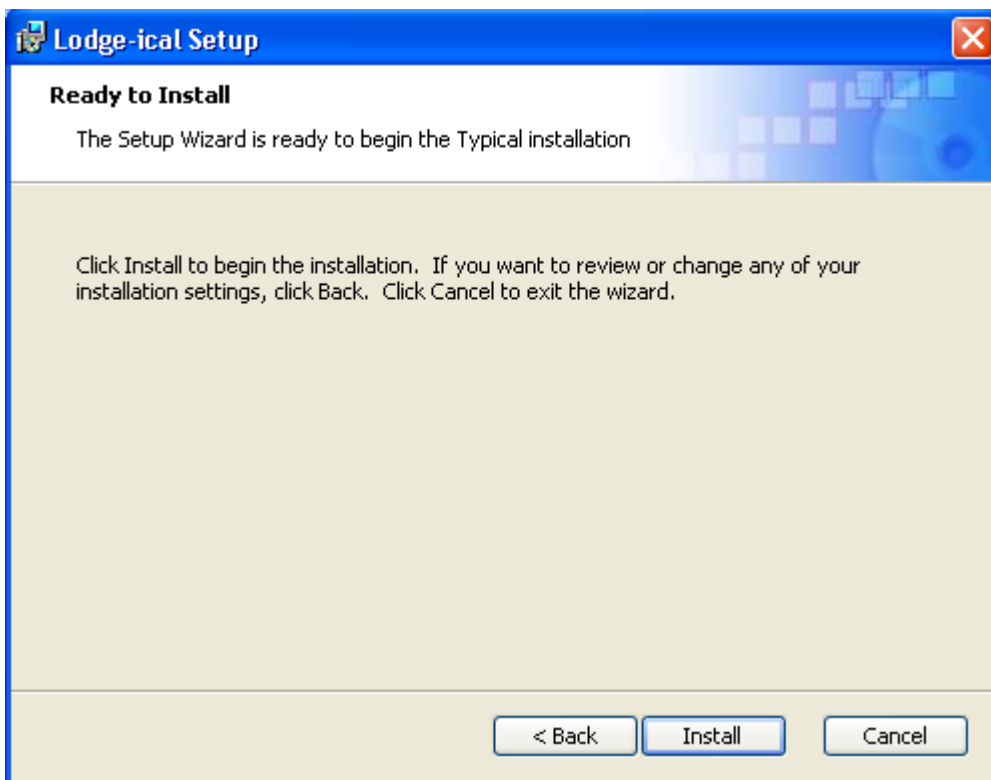 Lodge-ical Setup
Ready to Install
The Setup Wizard is ready to begin the Typical installation
Click Install to begin the installation.  If you want to review or change any of your
installation settings, click Back.  Click Cancel to exit the wizard.
< Back Install Cancel